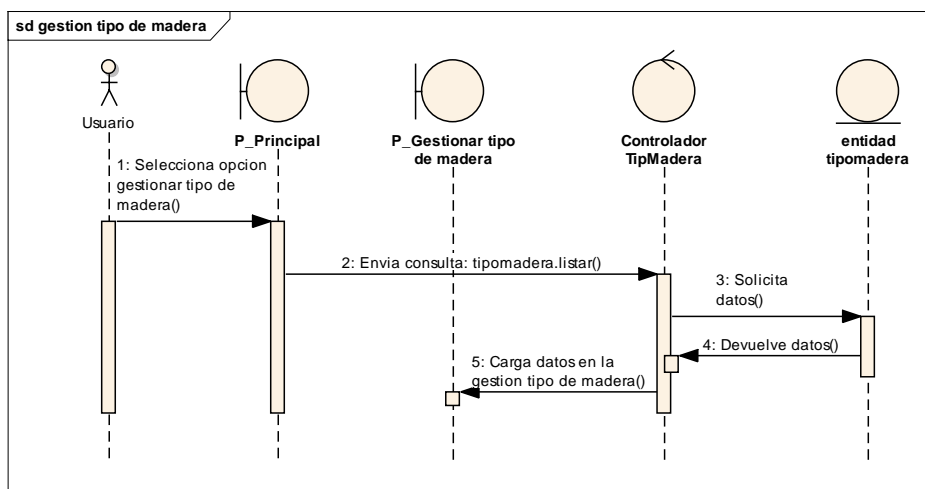 sd gestion tipo de madera
Usuario
P_Principal
P_Gestionar tipo
de madera
Controlador
TipMadera
entidad
tipomadera
1: Selecciona opcion
gestionar tipo de
madera()
2: Envia consulta: tipomadera.listar()
3: Solicita
datos()
4: Devuelve datos()
5: Carga datos en la
gestion tipo de madera()